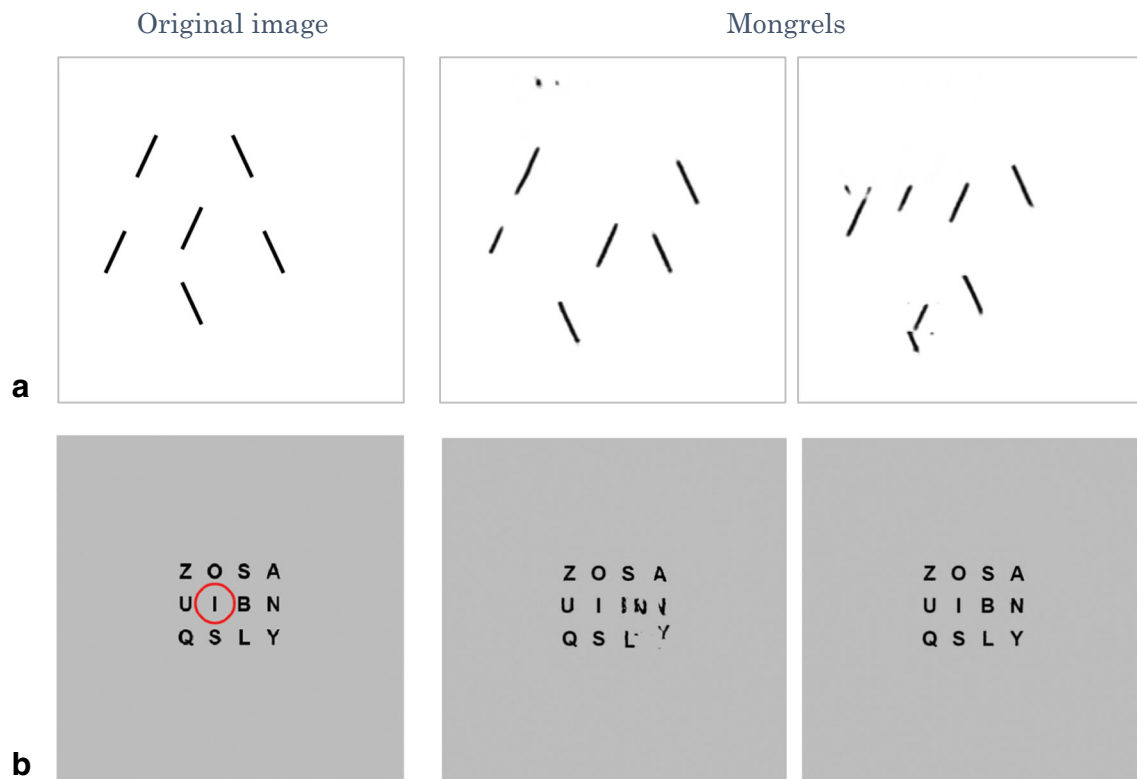 Original image
Mongrels
a
Z O S A
U I B N
Q S L Y
Z O S A
U I
Q S L Y
Z O S A
U I B N
Q S L Y
b